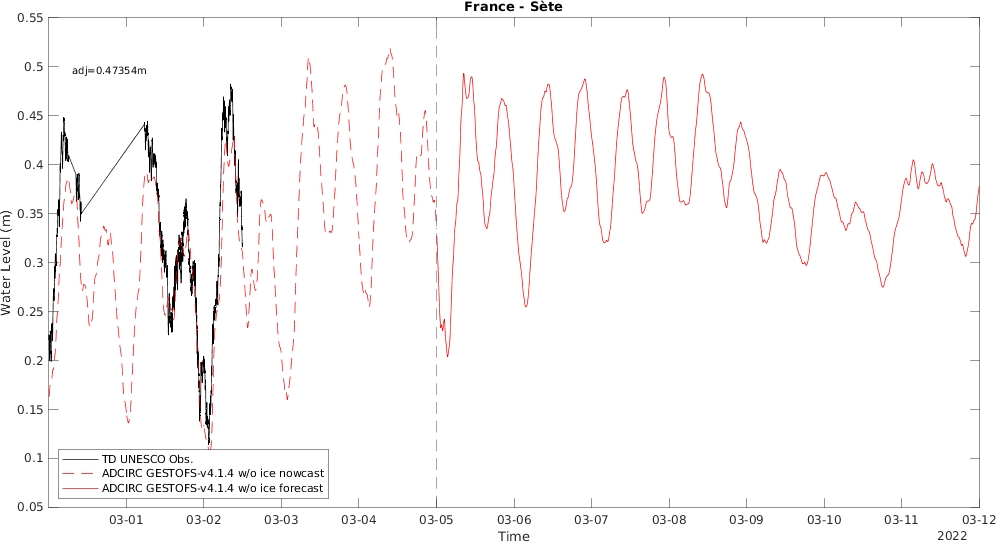 France - Sète
adj=0.47354m
Water Level (m)
0.55
0.5
0.45
0.4
0.35
0.3
0.25
0.2
0.15
0.1
0.05
TD UNESCO Obs.
ADCIRC GESTOFS-v4.1.4 w/o ice nowcast
ADCIRC GESTOFS-v4.1.4 w/o ice forecast
03-01 03-02 03-03 03-04 03-05 03-06 03-07 03-08 03-09 03-10 03-11 03-12
Time
2022